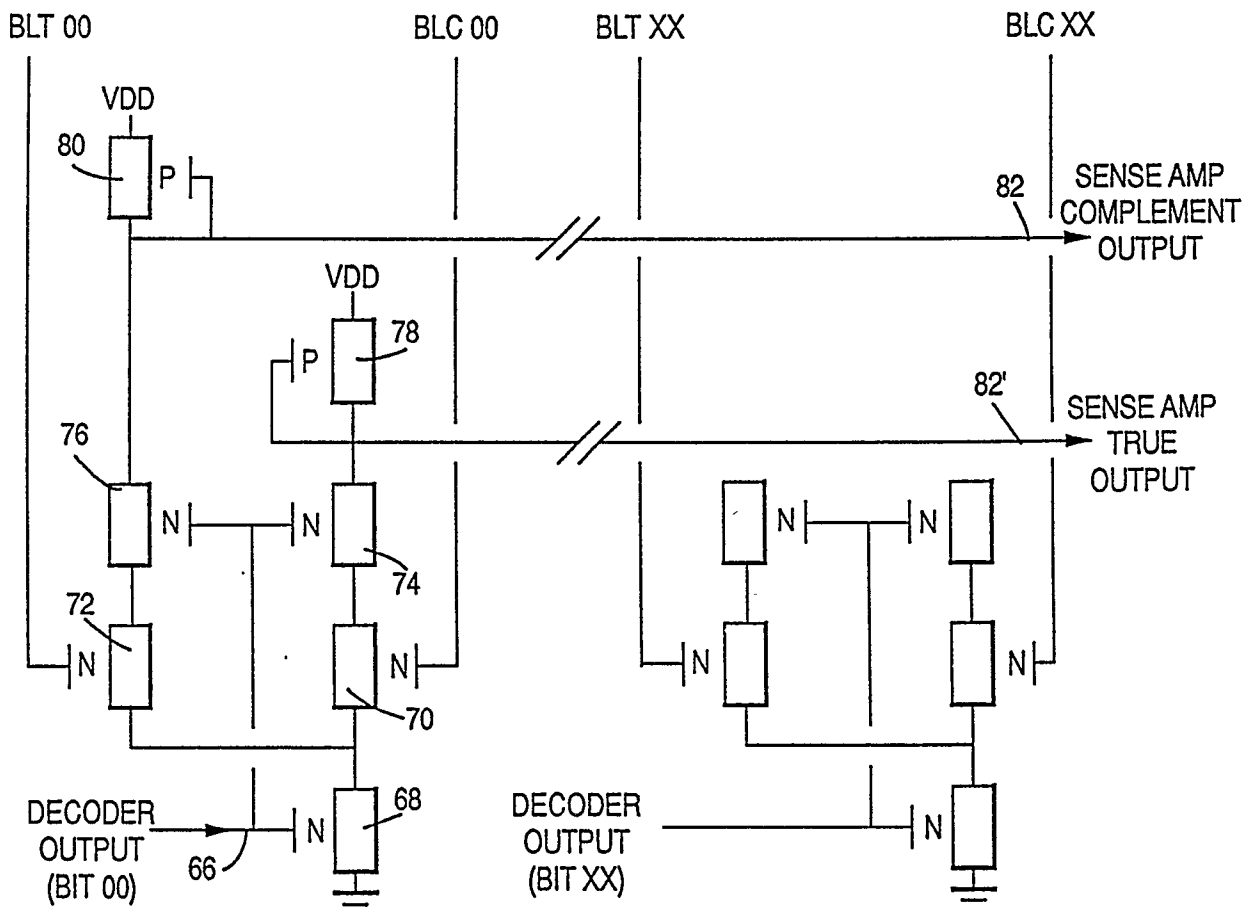 BLT 00
BLC 00
BLT XX
BLC XX
VDD
80
P
82
SENSE AMP
COMPLEMENT
OUTPUT
VDD
78
P
82'
SENSE AMP
TRUE
OUTPUT
76
N
N
74
N
N
72
N
N
70
N
N
DECODER
OUTPUT
(BIT 00)
66
N
68
DECODER
OUTPUT
(BIT XX)
N